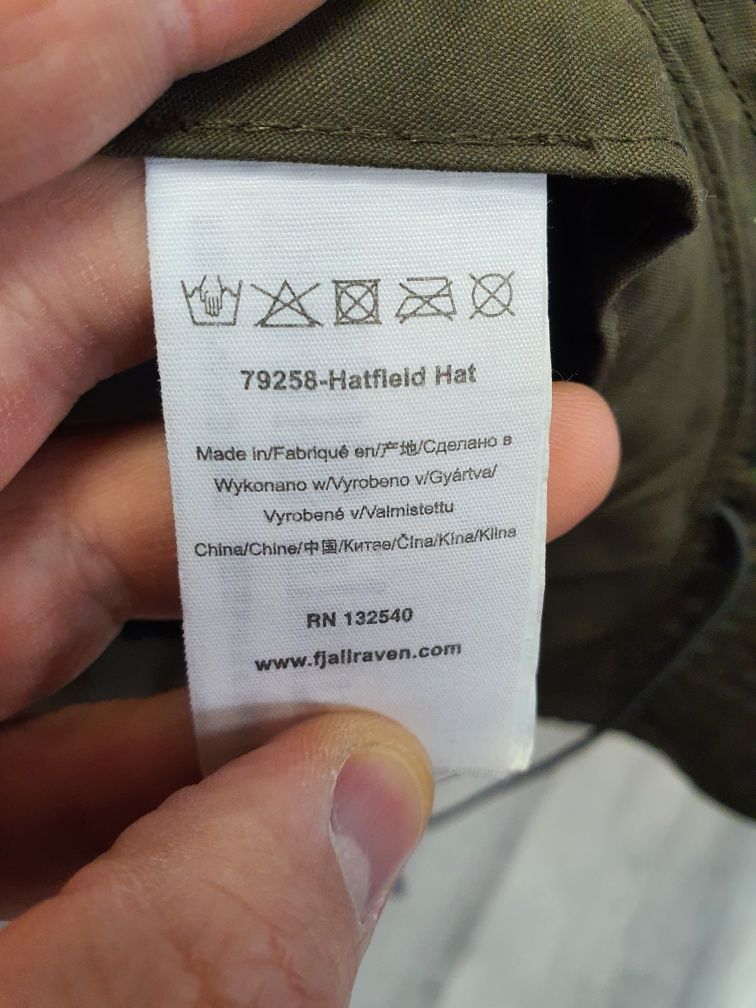 79258-Hatfield Hat
Made in/Fabriqué en/产地/Сделано в
Wykonano w/Vyrobeno v/Gyártva/
Vyrobené v/Valmistettu
China/Chine/中国/Китае/Čína/Kína/Kiina
RN 132540
www.fjallraven.com